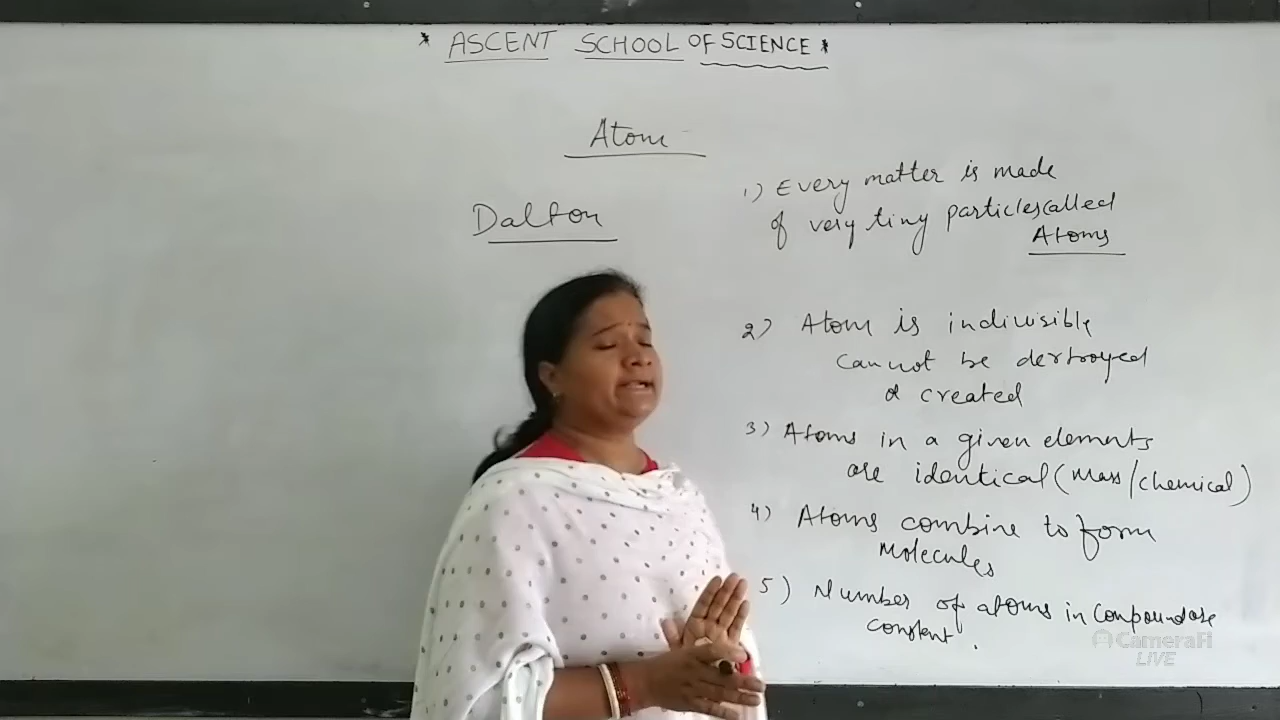 * ASCENT SCHOOL OF SCIENCE *
Atom
Dalton
1) Every matter is made
of very tiny particles called
Atoms
2) Atom is indivisible
cannot be destroyed
& created
3) Atoms in a given elements
are identical (mass/chemical)
4) Atoms combine to form
Molecules
5) Number of atoms in Compound are
constent.
CameraFi
LIVE